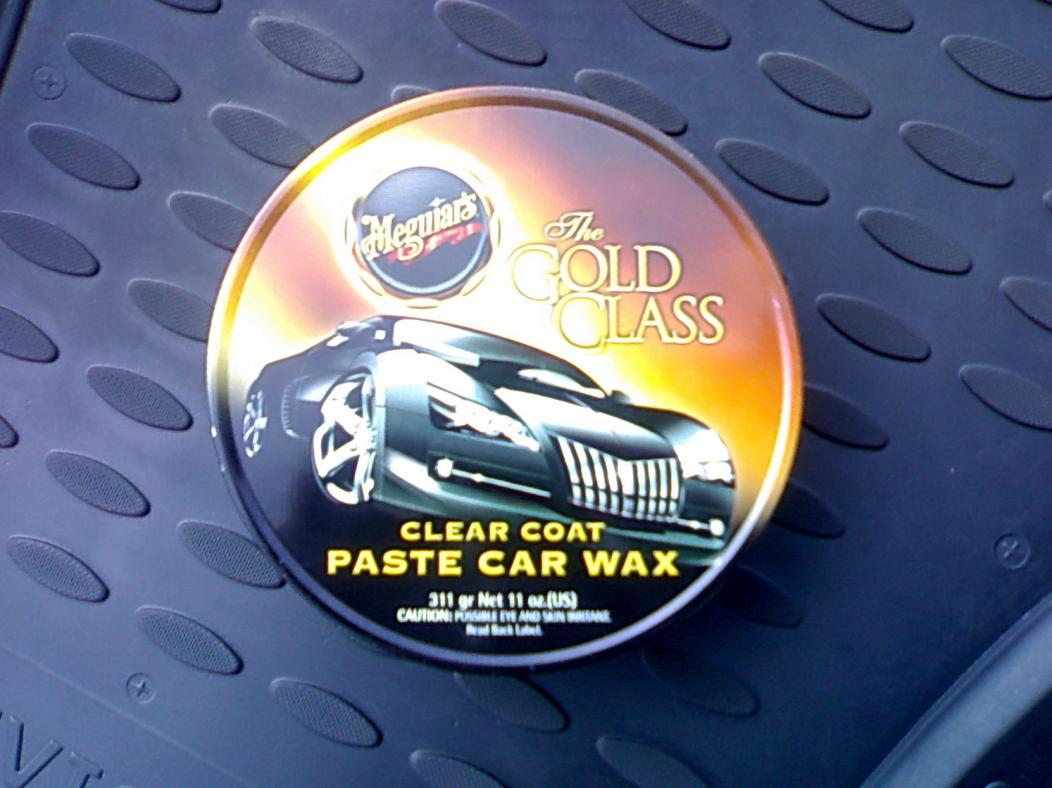 Meguiar's
The
GOLD
CLASS
CLEAR COAT
PASTE CAR WAX
311 gr Net 11 oz.(US)
CAUTION: POSSIBLE EYE AND SKIN IRRITANT.
Read Back Label.